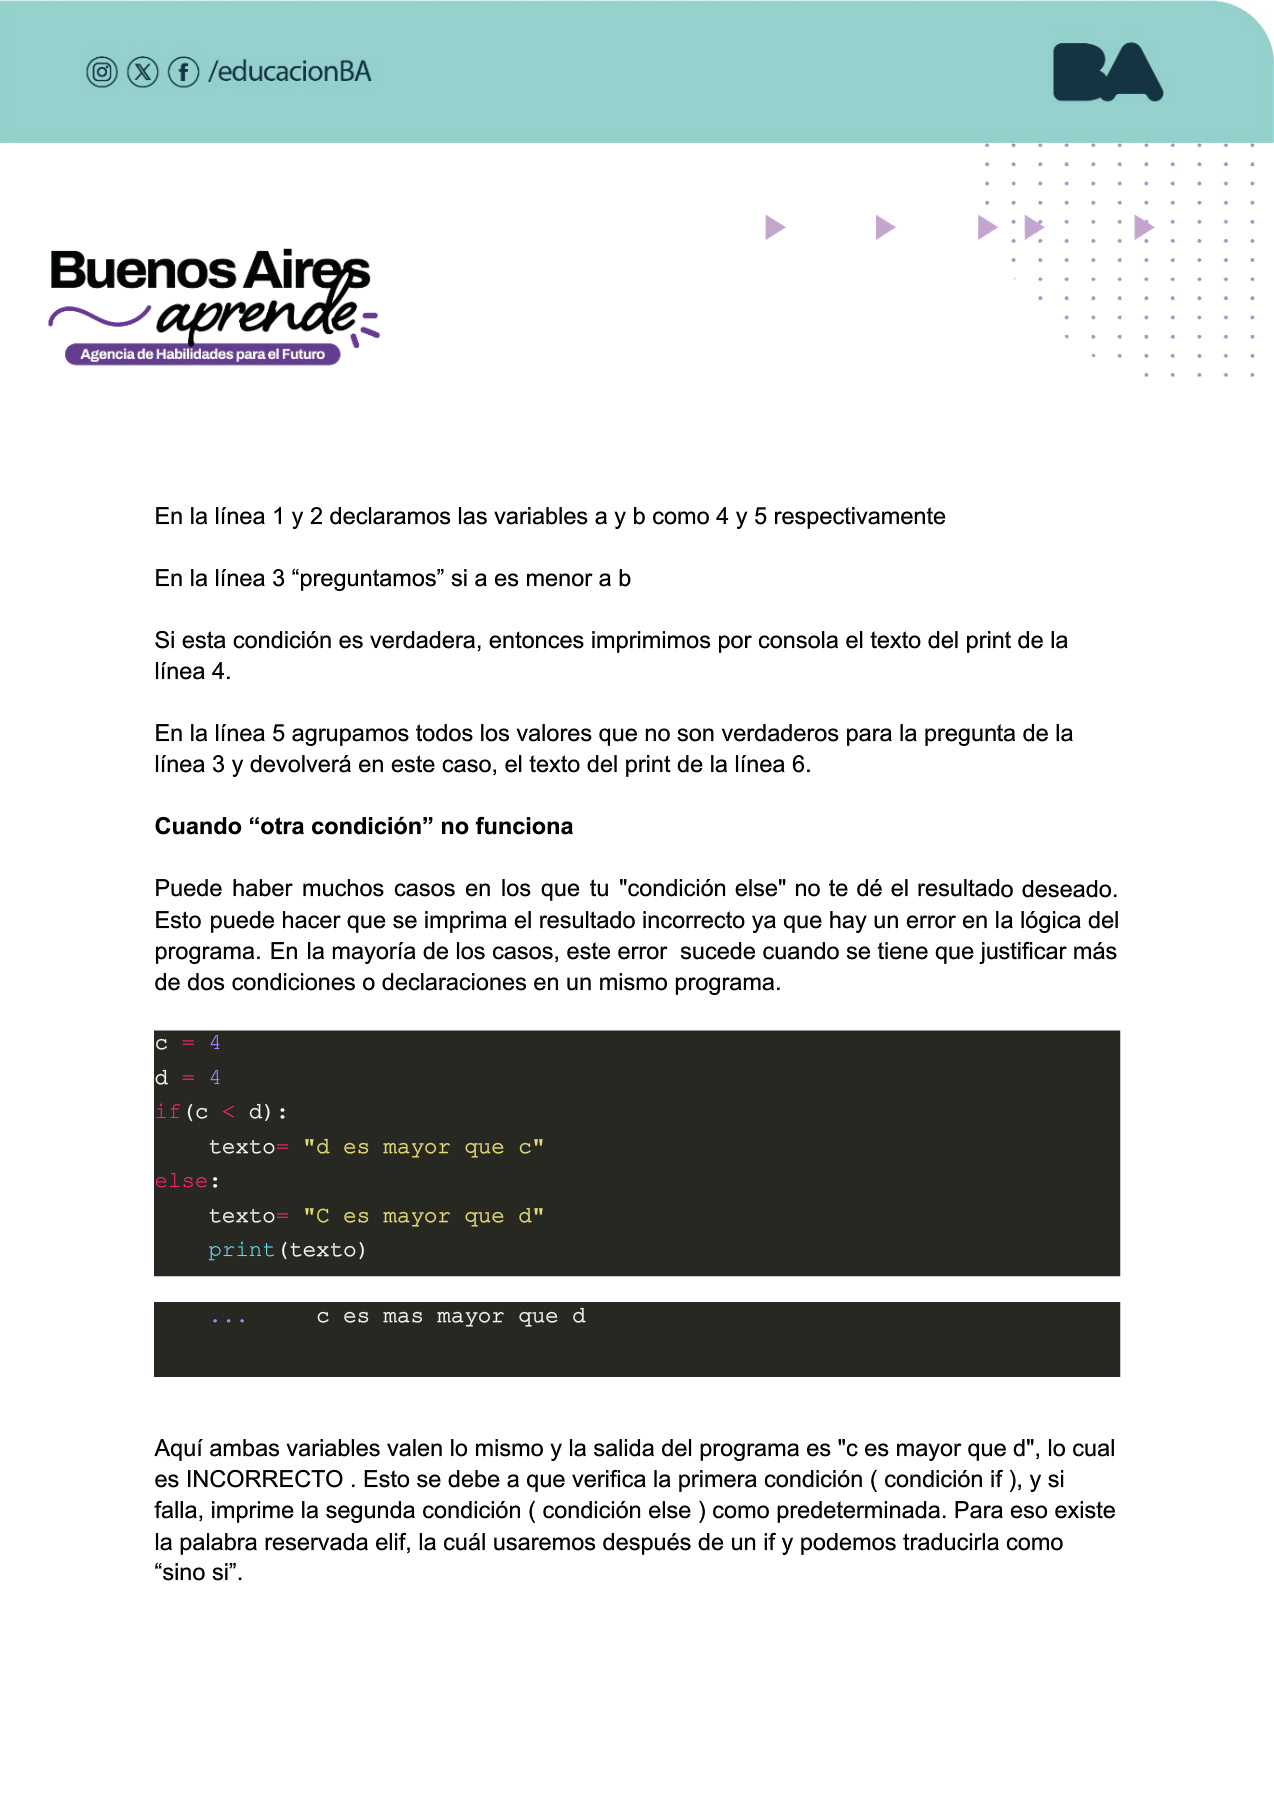 /educacionBA
BA
Buenos Aires
aprende
Agencia de Habilidades para el Futuro
En la línea 1 y 2 declaramos las variables a y b como 4 y 5 respectivamente
En la línea 3 “preguntamos” si a es menor a b
Si esta condición es verdadera, entonces imprimimos por consola el texto del print de la
línea 4.
En la línea 5 agrupamos todos los valores que no son verdaderos para la pregunta de la
línea 3 y devolverá en este caso, el texto del print de la línea 6.
Cuando “otra condición” no funciona
Puede haber muchos casos en los que tu "condición else" no te dé el resultado deseado.
Esto puede hacer que se imprima el resultado incorrecto ya que hay un error en la lógica del
programa. En la mayoría de los casos, este error  sucede cuando se tiene que justificar más
de dos condiciones o declaraciones en un mismo programa.
c = 4
d = 4
if(c < d):
    texto= "d es mayor que c"
else:
    texto= "C es mayor que d"
    print(texto)
    ...     c es mas mayor que d
Aquí ambas variables valen lo mismo y la salida del programa es "c es mayor que d", lo cual
es INCORRECTO . Esto se debe a que verifica la primera condición ( condición if ), y si
falla, imprime la segunda condición ( condición else ) como predeterminada. Para eso existe
la palabra reservada elif, la cuál usaremos después de un if y podemos traducirla como
“sino si”.